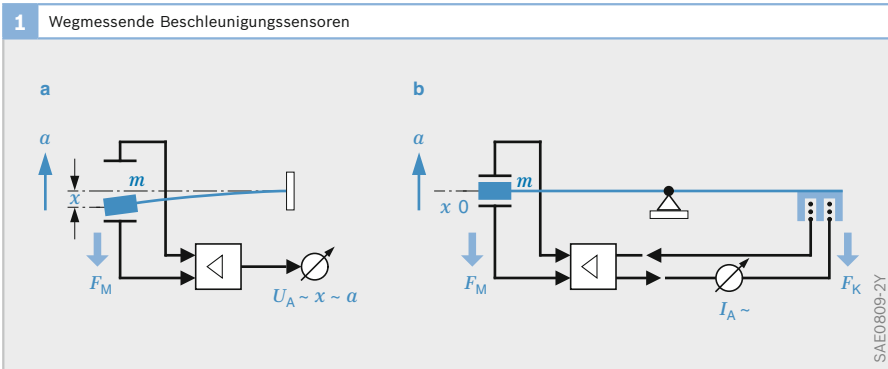 1 Wegmessende Beschleunigungssensoren
a
a
x
m
F_M
U_A ~ x ~ a
b
a
x 0
m
F_M
I_A ~
F_K
SAE0809-2Y